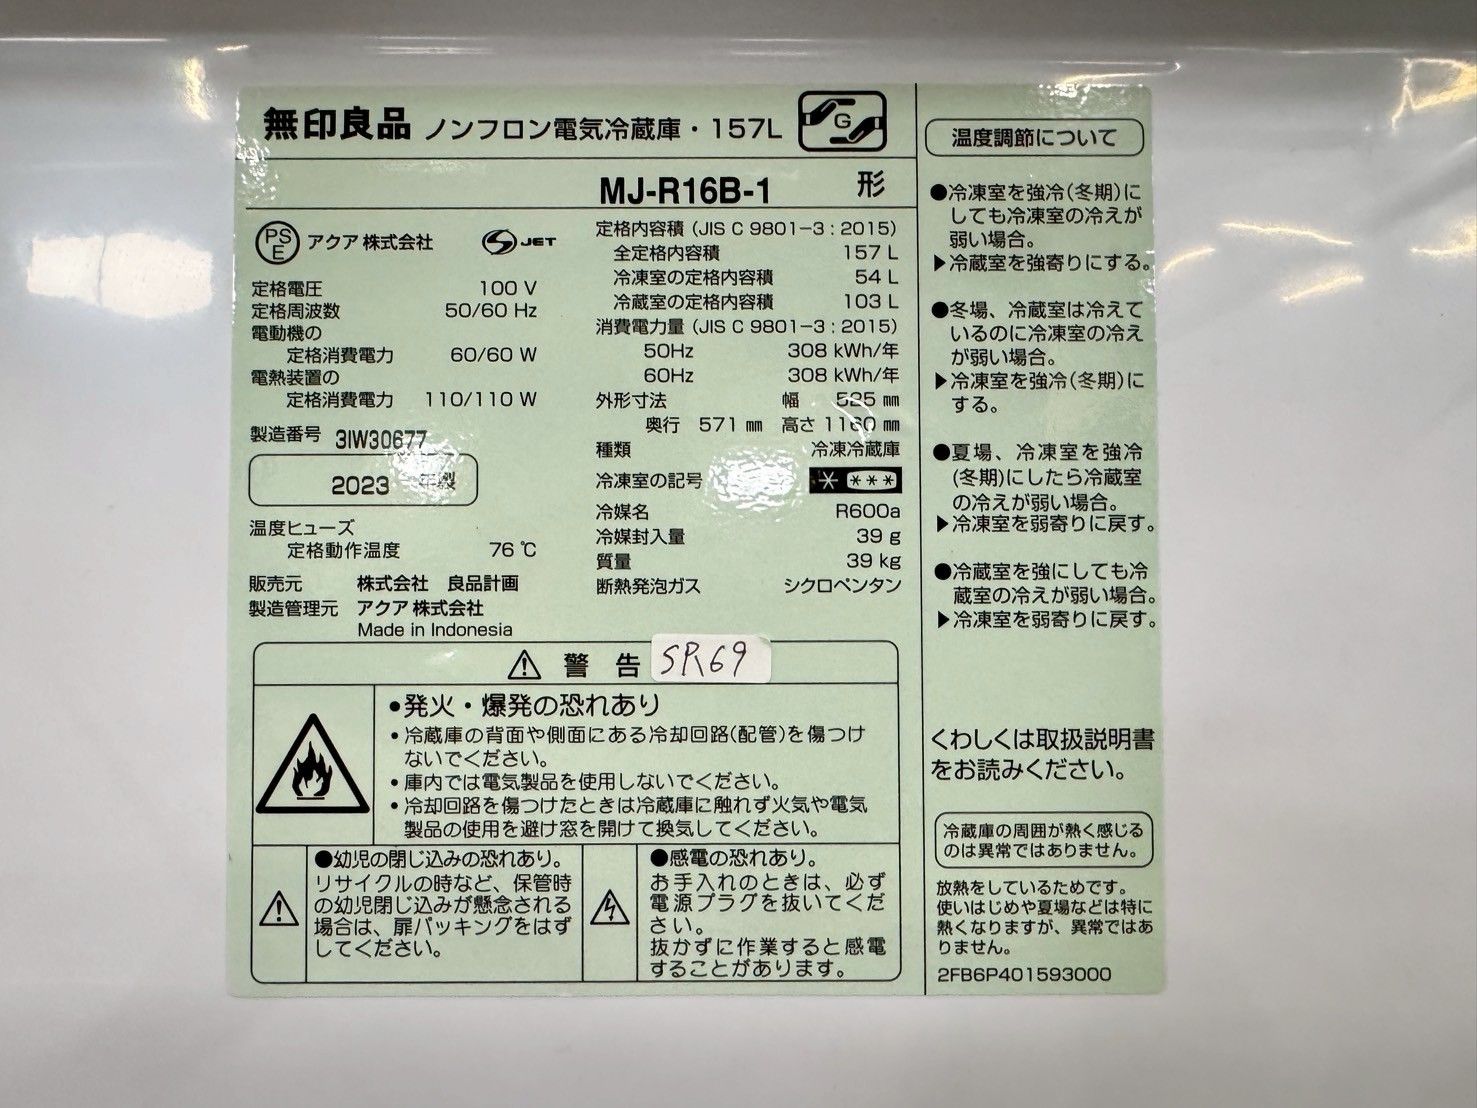 無印良品 ノンフロン電気冷蔵庫・157L
G
MJ-R16B-1 形
PS
E
アクア株式会社
S JET
定格電圧 100 V
定格周波数 50/60 Hz
電動機の
定格消費電力 60/60 W
電熱装置の
定格消費電力 110/110 W
製造番号 3IW30677
2023 年製
温度ヒューズ
定格動作温度 76 ℃
販売元 株式会社 良品計画
製造管理元 アクア株式会社
Made in Indonesia
定格内容積 (JIS C 9801-3 : 2015)
全定格内容積 157 L
冷凍室の定格内容積 54 L
冷蔵室の定格内容積 103 L
消費電力量 (JIS C 9801-3 : 2015)
50Hz 308 kWh/年
60Hz 308 kWh/年
外形寸法 幅 525 mm
奥行 571 mm 高さ 1160 mm
種類 冷凍冷蔵庫
冷凍室の記号 * ***
冷媒名 R600a
冷媒封入量 39 g
質量 39 kg
断熱発泡ガス シクロペンタン
警 告 SR69
●発火・爆発の恐れあり
・冷蔵庫の背面や側面にある冷却回路(配管)を傷つけ
ないでください。
・庫内では電気製品を使用しないでください。
・冷却回路を傷つけたときは冷蔵庫に触れず火気や電気
製品の使用を避け窓を開けて換気してください。
●幼児の閉じ込みの恐れあり。
リサイクルの時など、保管時
の幼児閉じ込みが懸念される
場合は、扉パッキングをはず
してください。
●感電の恐れあり。
お手入れのときは、必ず
電源プラグを抜いてくだ
さい。
抜かずに作業すると感電
することがあります。
温度調節について
●冷凍室を強冷(冬期)に
しても冷凍室の冷えが
弱い場合。
▶冷蔵室を強寄りにする。
●冬場、冷蔵室は冷えて
いるのに冷凍室の冷え
が弱い場合。
▶冷凍室を強冷(冬期)に
する。
●夏場、冷凍室を強冷
(冬期)にしたら冷蔵室
の冷えが弱い場合。
▶冷凍室を弱寄りに戻す。
●冷蔵室を強にしても冷
蔵室の冷えが弱い場合。
▶冷凍室を弱寄りに戻す。
くわしくは取扱説明書
をお読みください。
冷蔵庫の周囲が熱く感じる
のは異常ではありません。
放熱をしているためです。
使いはじめや夏場などは特に
熱くなりますが、異常ではあ
りません。
2FB6P401593000